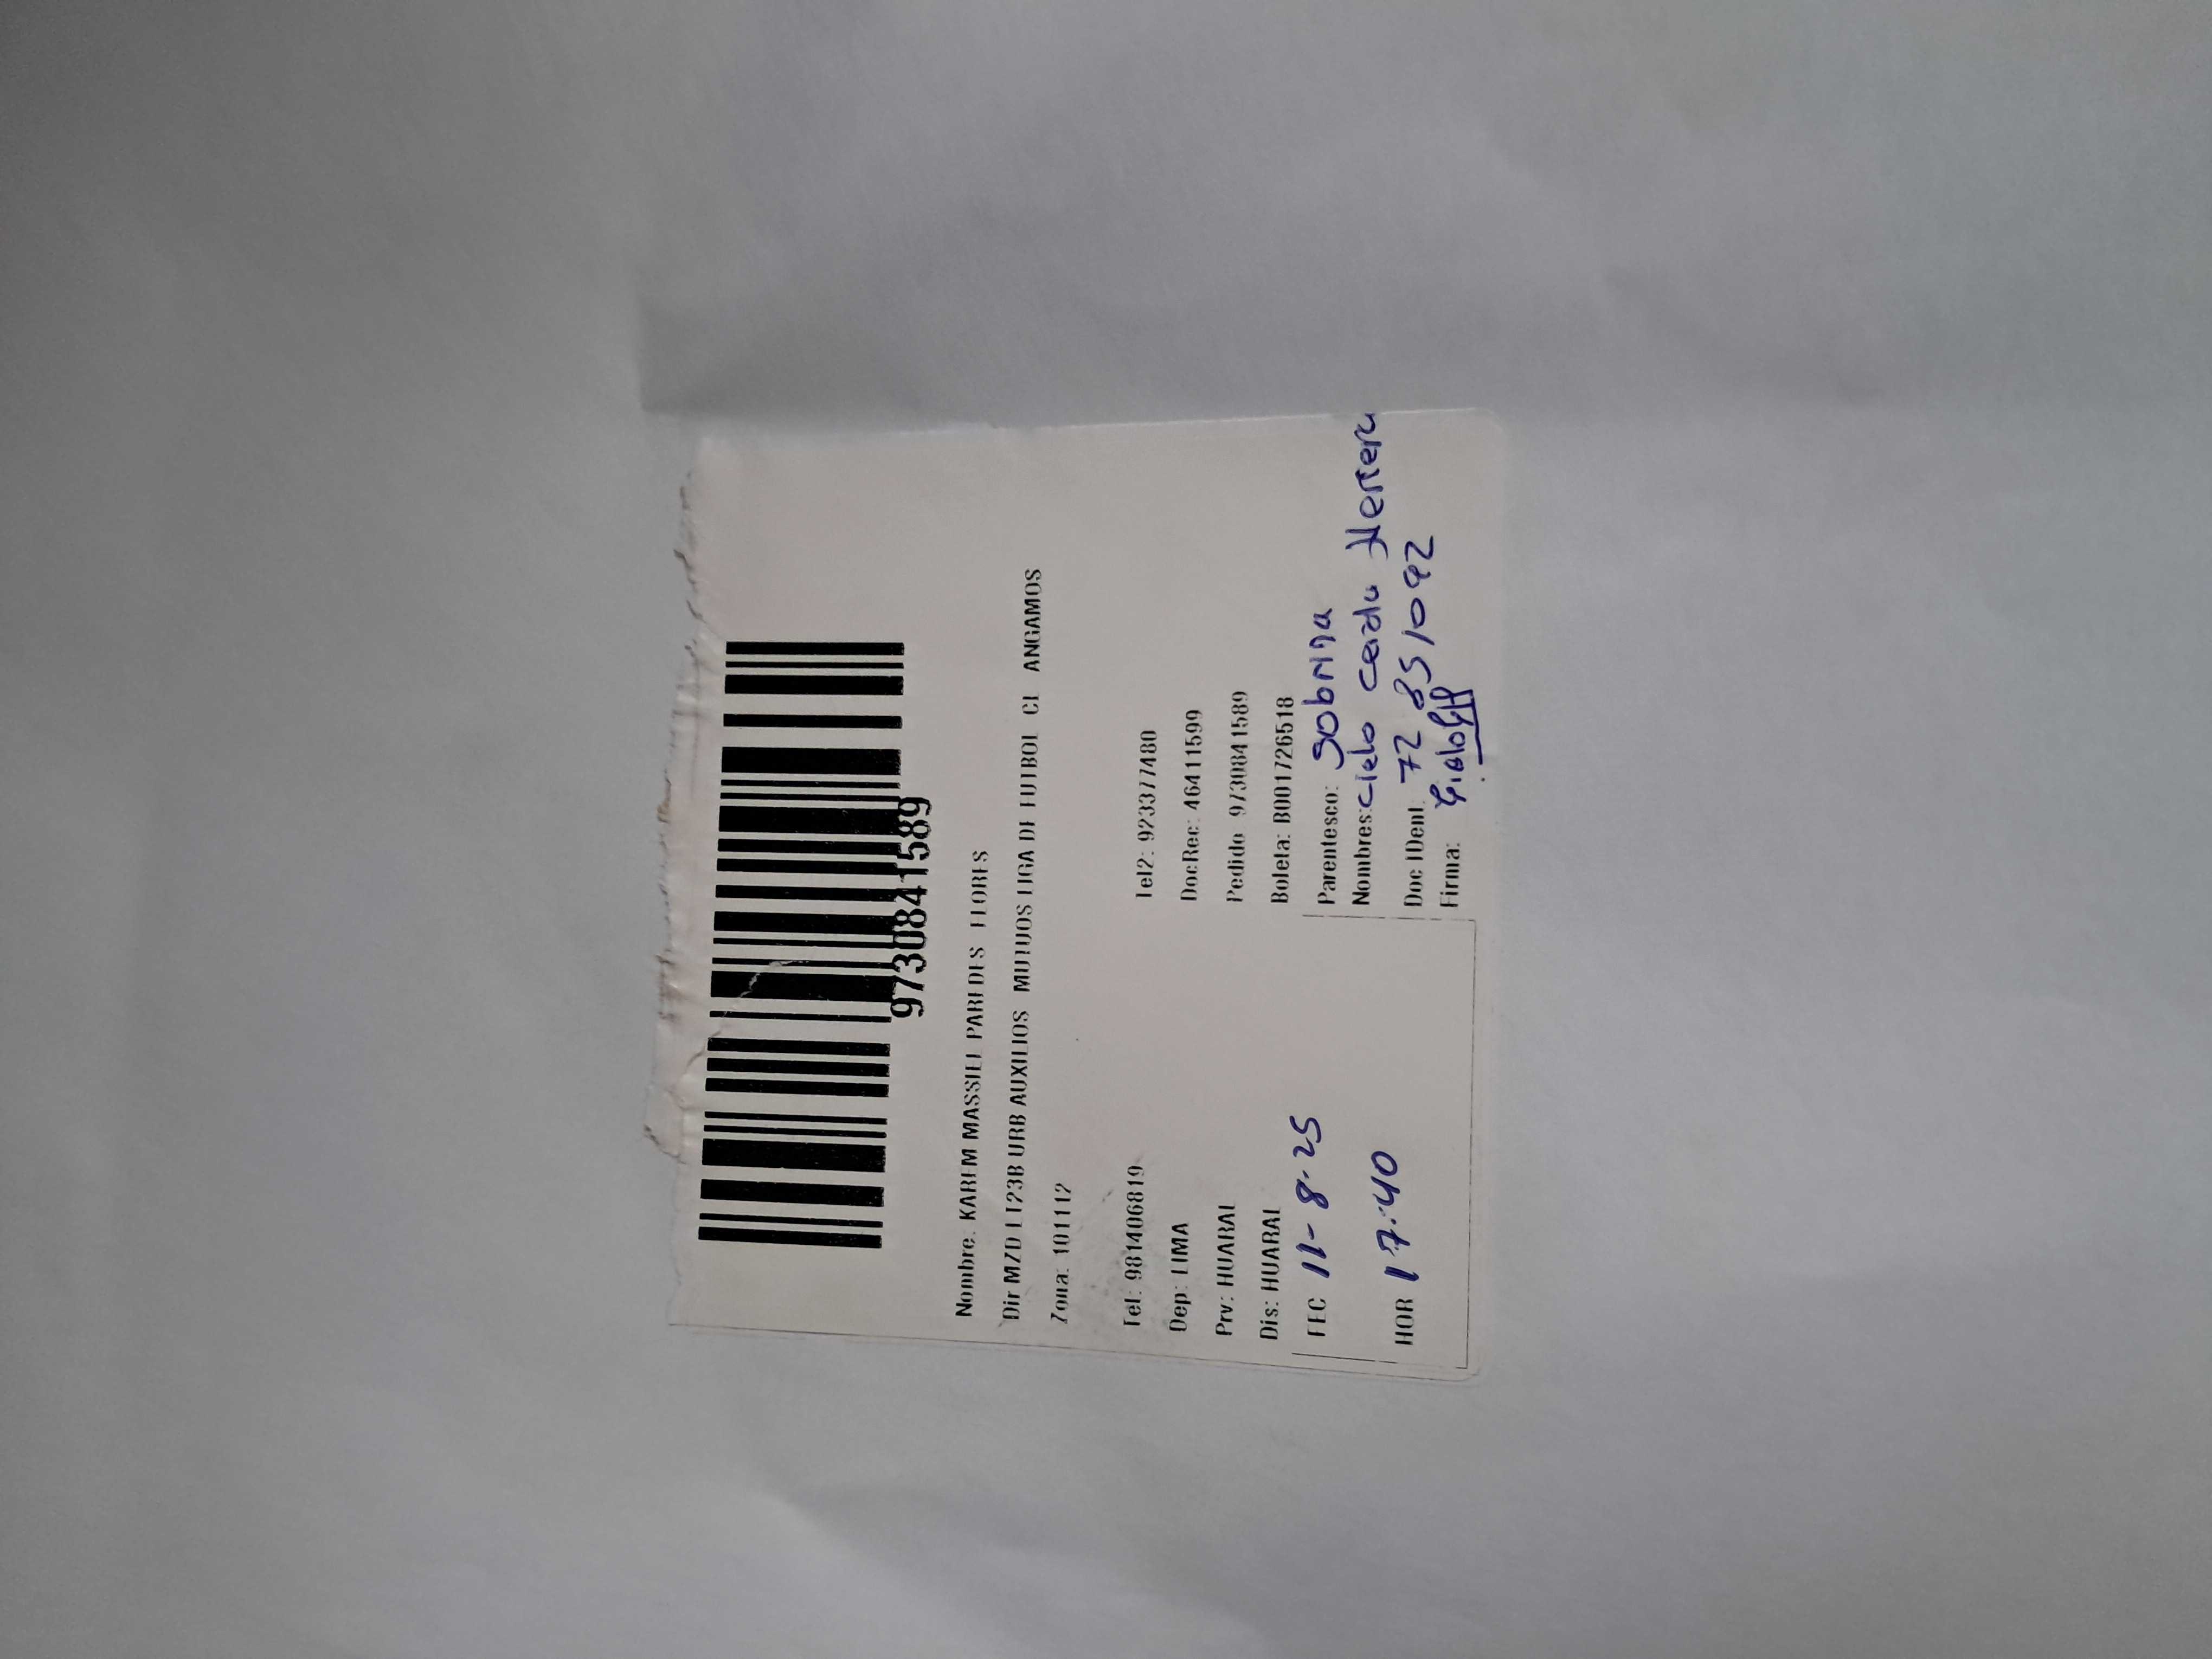 9730841589
Nombre: KAREM MASSIEL PAREDES FLORES
Dir MZD LT23B URB AUXILIOS MUTUOS LIGA DE FUTBOL CL ANGAMOS
Zona: 101112
Tel: 981406819 Tel2: 923377480
Dep: LIMA DocRec: 46411599
Prv: HUARAL Pedido 9730841589
Dis: HUARAL Boleta: B001726518
FEC 11-8-25 Parentesco: Sobrina
Nombres: Cielo Herrera
HOR 17:40 Doc IDent. 72851092
Firma: